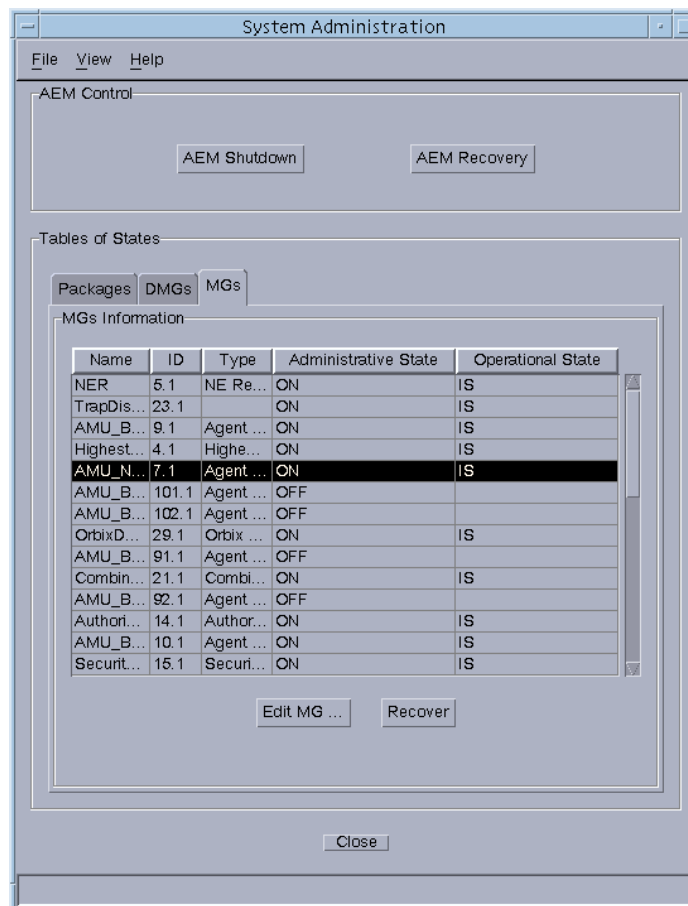 System Administration
File View Help
AEM Control
AEM Shutdown AEM Recovery
Tables of States
Packages DMGs MGs
MGs Information
Name ID Type Administrative State Operational State
NER 5.1 NE Re... ON IS
TrapDis... 23.1 ON IS
AMU_B... 9.1 Agent ... ON IS
Highest... 4.1 Highe... ON IS
AMU_N... 7.1 Agent ... ON IS
AMU_B... 101.1 Agent ... OFF
AMU_B... 102.1 Agent ... OFF
OrbixD... 29.1 Orbix ... ON IS
AMU_B... 91.1 Agent ... OFF
Combin... 21.1 Combi... ON IS
AMU_B... 92.1 Agent ... OFF
Authori... 14.1 Author... ON IS
AMU_B... 10.1 Agent ... ON IS
Securit... 15.1 Securi... ON IS
Edit MG ... Recover
Close